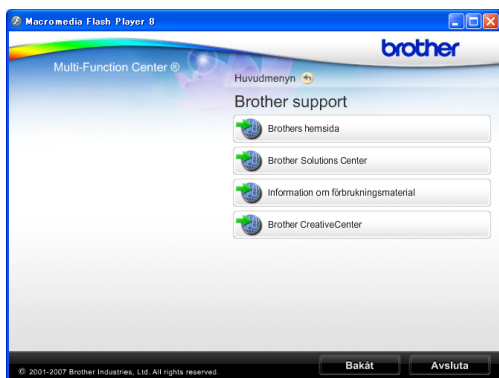 Macromedia Flash Player 8
brother
Multi-Function Center ®
Huvudmenyn
Brother support
Brothers hemsida
Brother Solutions Center
Information om förbrukningsmaterial
Brother CreativeCenter
© 2001-2007 Brother Industries, Ltd. All rights reserved.
Bakåt
Avsluta